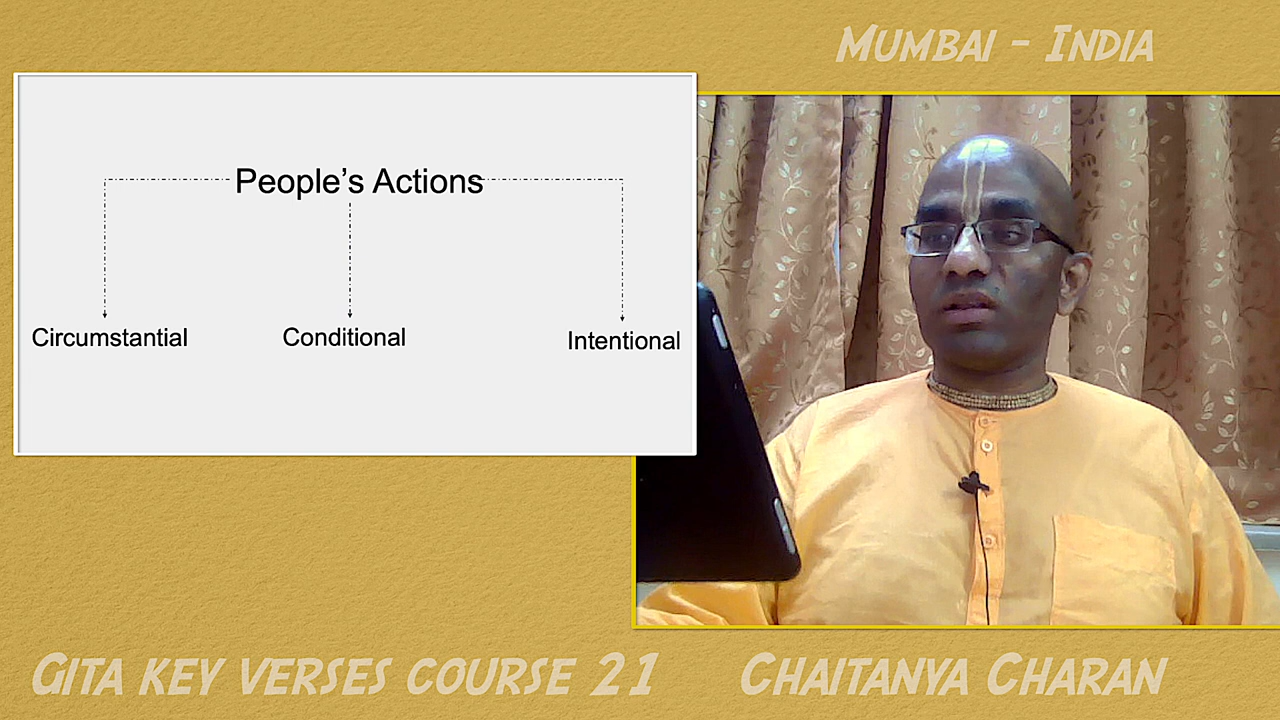 MUMBAI - INDIA
People's Actions
Circumstantial
Conditional
Intentional
GITA KEY VERSES COURSE 21
CHAITANYA CHARAN